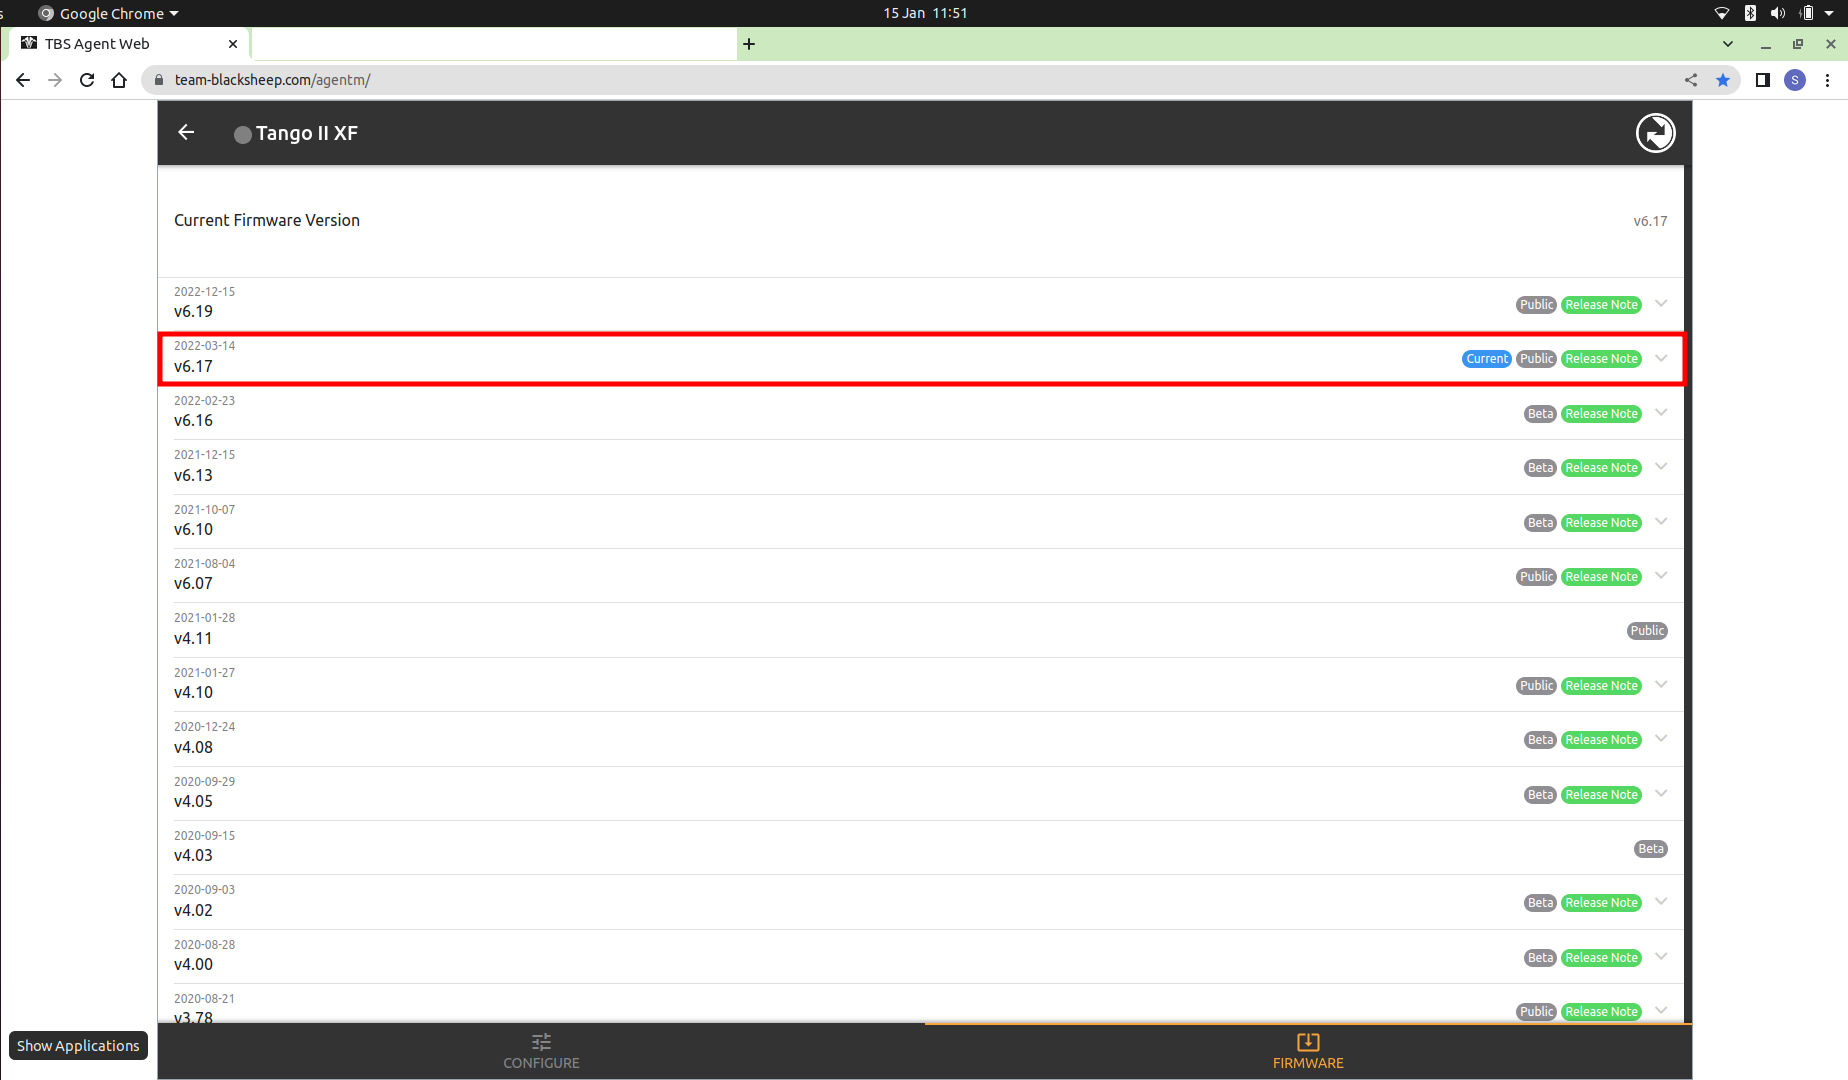 s Google Chrome 15 Jan 11:51
TBS Agent Web
team-blacksheep.com/agentm/ S
Tango II XF
Current Firmware Version v6.17
2022-12-15
v6.19 Public Release Note
2022-03-14
v6.17 Current Public Release Note
2022-02-23
v6.16 Beta Release Note
2021-12-15
v6.13 Beta Release Note
2021-10-07
v6.10 Beta Release Note
2021-08-04
v6.07 Public Release Note
2021-01-28
v4.11 Public
2021-01-27
v4.10 Public Release Note
2020-12-24
v4.08 Beta Release Note
2020-09-29
v4.05 Beta Release Note
2020-09-15
v4.03 Beta
2020-09-03
v4.02 Beta Release Note
2020-08-28
v4.00 Beta Release Note
2020-08-21
v3.78 Public Release Note
Show Applications
CONFIGURE FIRMWARE